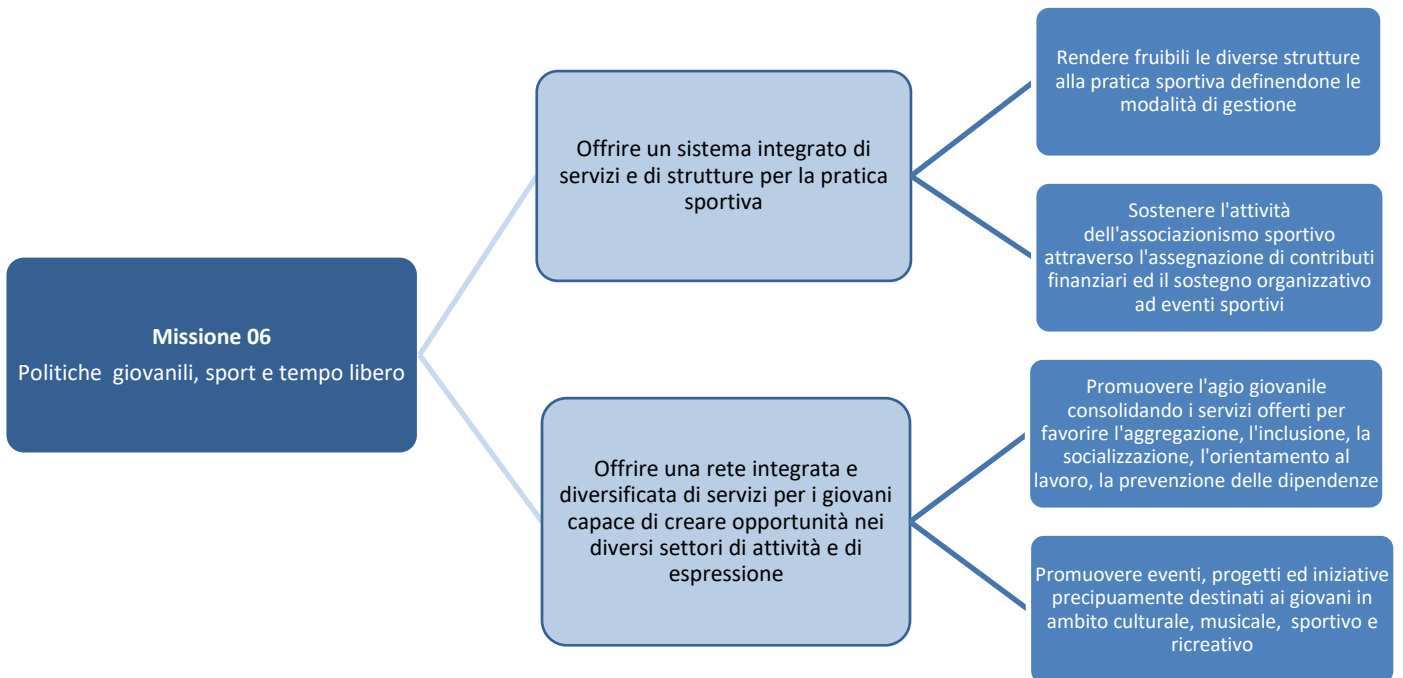 Missione 06
Politiche giovanili, sport e tempo libero
Offrire un sistema integrato di
servizi e di strutture per la pratica
sportiva
Rendere fruibili le diverse strutture
alla pratica sportiva definendone le
modalità di gestione
Sostenere l'attività
dell'associazionismo sportivo
attraverso l'assegnazione di contributi
finanziari ed il sostegno organizzativo
ad eventi sportivi
Offrire una rete integrata e
diversificata di servizi per i giovani
capace di creare opportunità nei
diversi settori di attività e di
espressione
Promuovere l'agio giovanile
consolidando i servizi offerti per
favorire l'aggregazione, l'inclusione, la
socializzazione, l'orientamento al
lavoro, la prevenzione delle dipendenze
Promuovere eventi, progetti ed iniziative
precipuamente destinati ai giovani in
ambito culturale, musicale, sportivo e
ricreativo